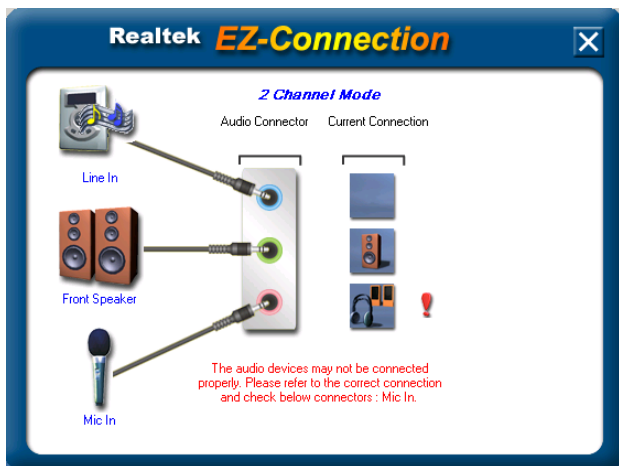 Realtek EZ-Connection
2 Channel Mode
Audio Connector Current Connection
Line In
Front Speaker
Mic In
The audio devices may not be connected
properly. Please refer to the correct connection
and check below connectors : Mic In.